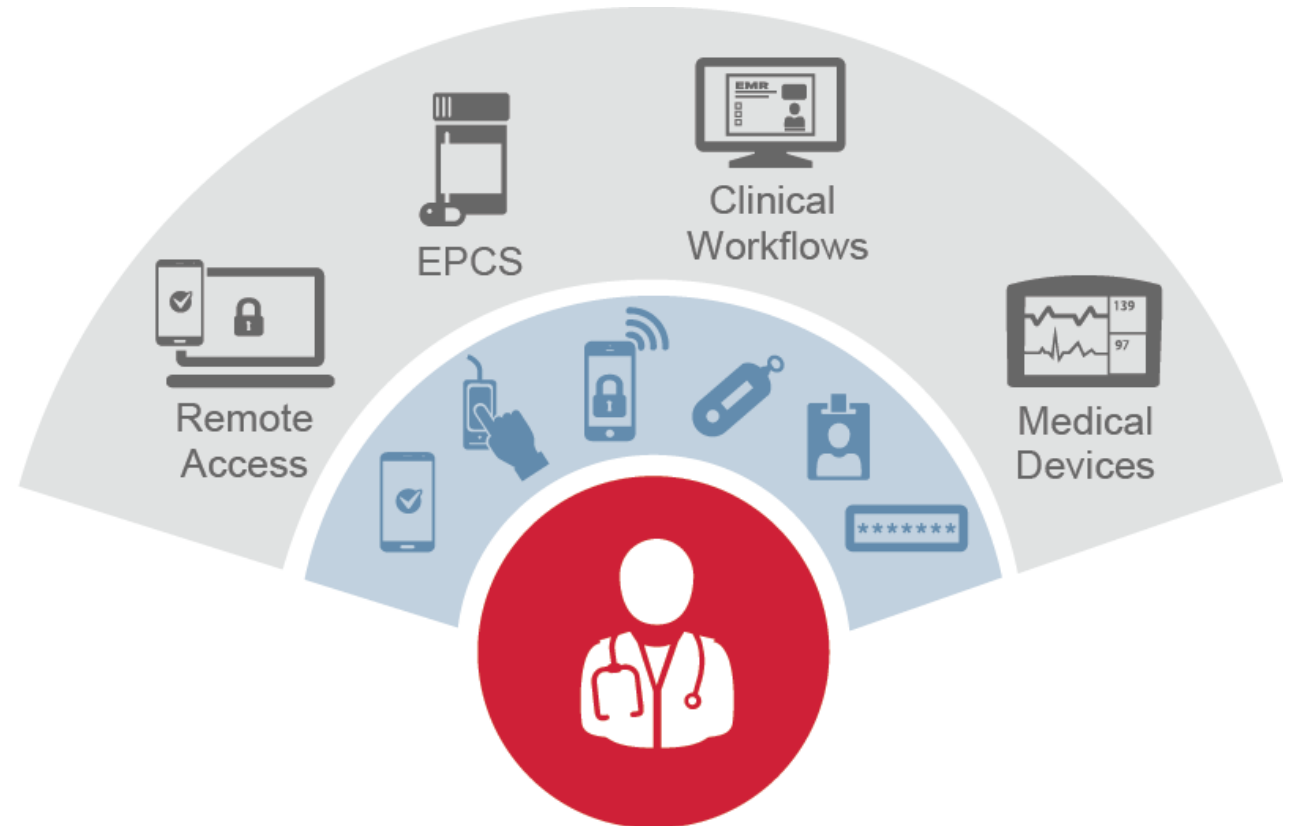 EMR
Clinical
Workflows
EPCS
139
97
Remote
Access
Medical
Devices
*******